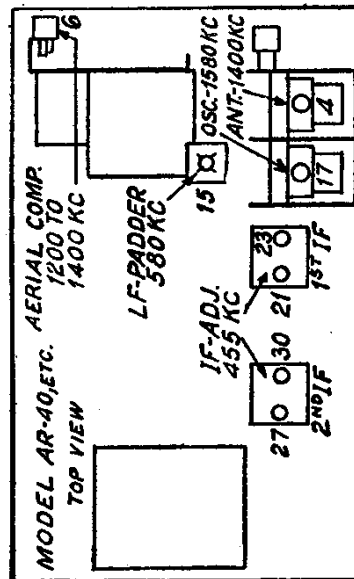 MODEL AR-40, ETC.
TOP VIEW
AERIAL COMP.
1200 TO
1400 KC
6
LF-PADDER
580 KC
15
OSC.-1580 KC
ANT.-1400 KC
4
17
IF-ADJ.
455 KC
23
21
1ST IF
30
27
2ND IF